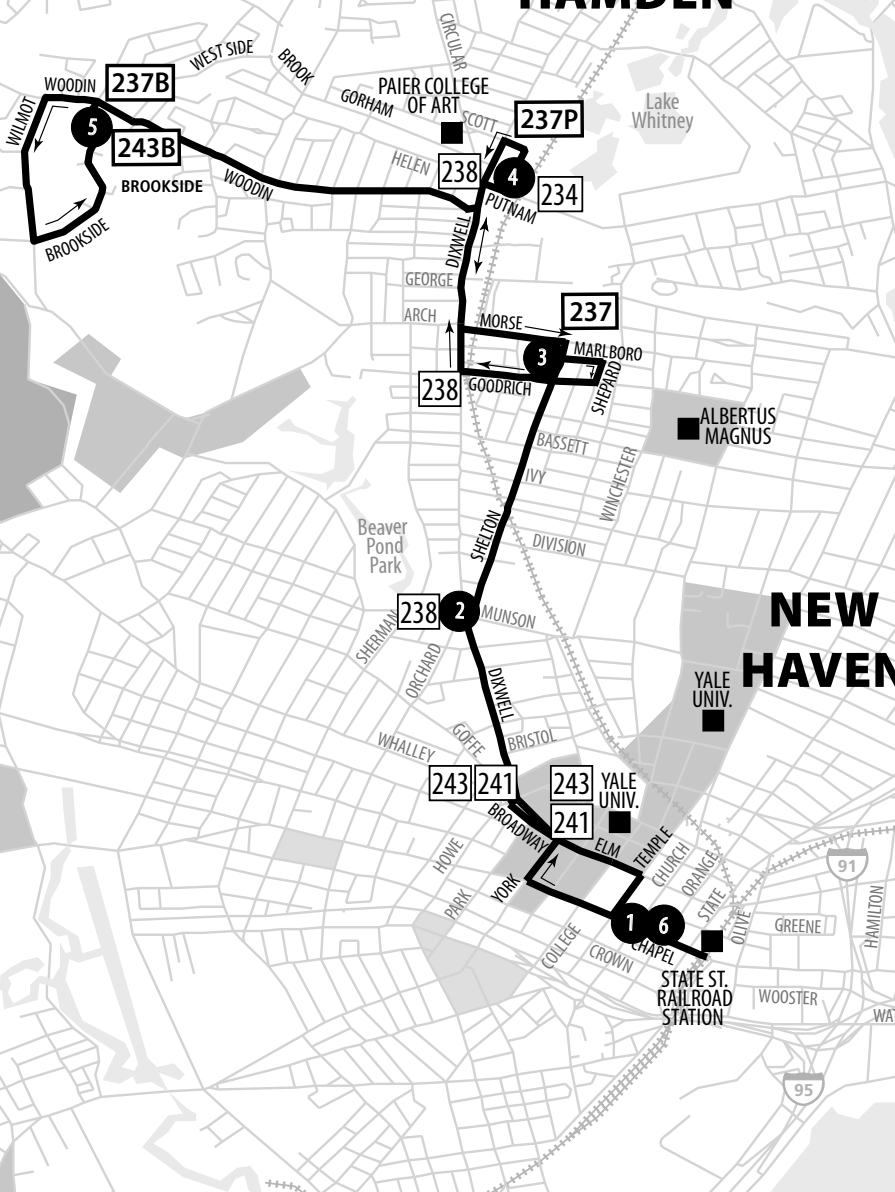 HAMDEN
CIRCULAR
WEST SIDE
BROOK
WOODIN
237B
PAIER COLLEGE
OF ART
GORHAM
SCOTT
237P
Lake
Whitney
WILMOT
5
243B
HELEN
238
4
234
BROOKSIDE
WOODIN
PUTNAM
BROOKSIDE
DIXWELL
GEORGE
ARCH
MORSE
237
3
MARLBORO
238
GOODRICH
SHEPARD
ALBERTUS
MAGNUS
BASSETT
IVY
WINCHESTER
Beaver
Pond
Park
SHELTON
DIVISION
238
2
MUNSON
NEW
HAVEN
SHERMAN
ORCHARD
DIXWELL
YALE
UNIV.
WHALLEY
GOFFE
BRISTOL
243
241
243
YALE
UNIV.
BROADWAY
241
ELM
TEMPLE
HOWE
CHURCH
ORANGE
91
PARK
YORK
STATE
HAMILTON
1
6
OLIVE
GREENE
COLLEGE
CHAPEL
CROWN
STATE ST.
RAILROAD
STATION
WOOSTER
WAT
95